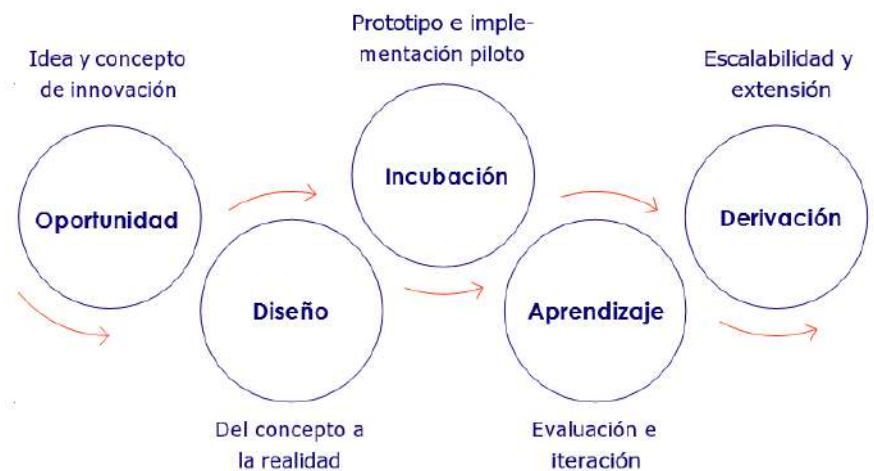 Idea y concepto
de innovación
Oportunidad
Diseño
Del concepto a
la realidad
Prototipo e imple-
mentación piloto
Incubación
Aprendizaje
Evaluación e
iteración
Escalabilidad y
extensión
Derivación